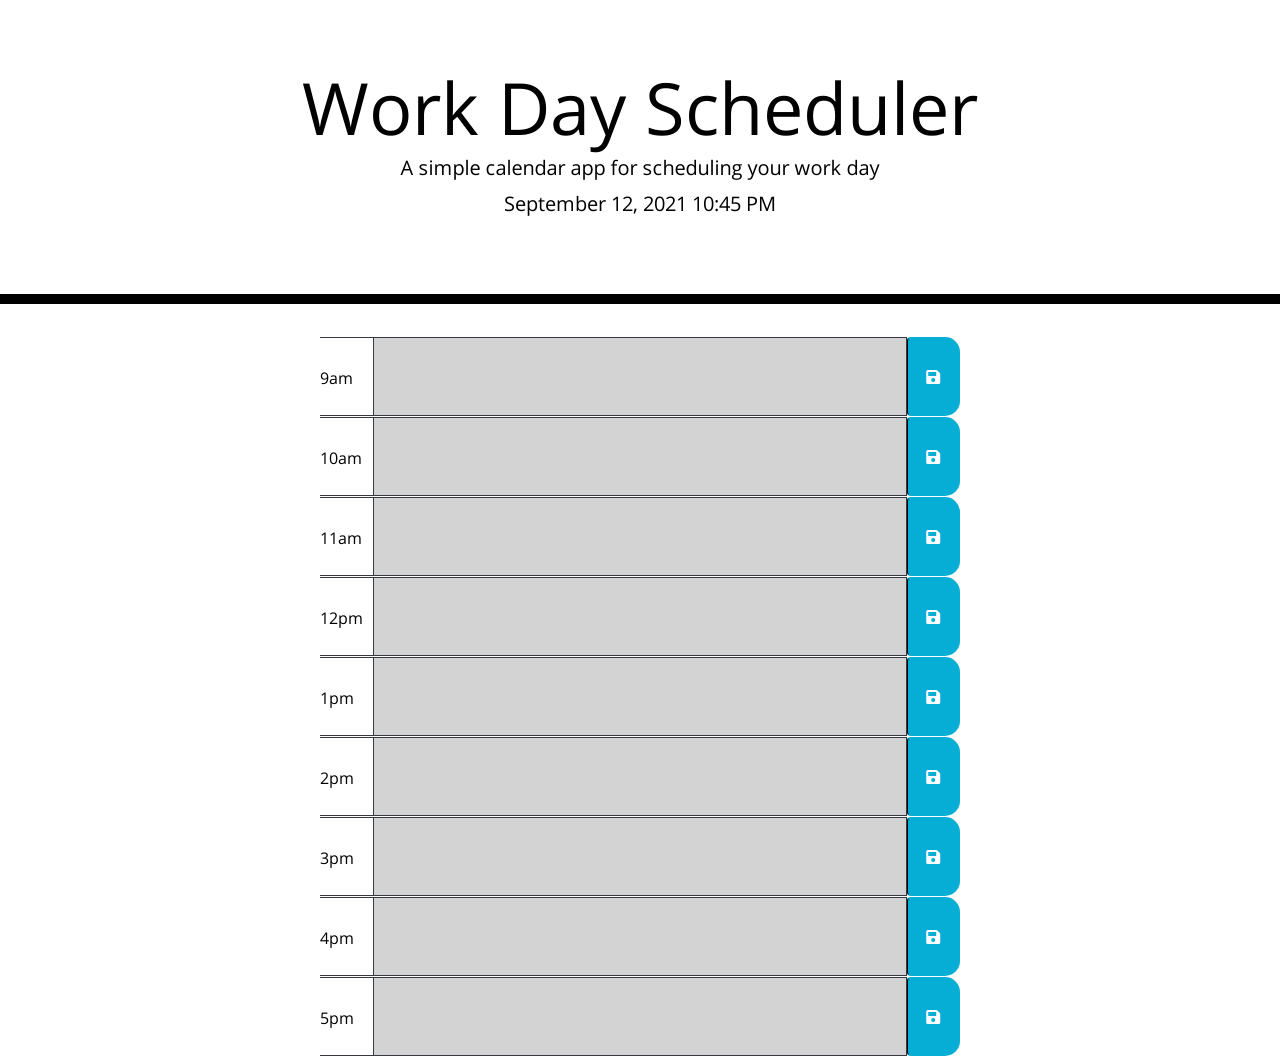 Work Day Scheduler
A simple calendar app for scheduling your work day
September 12, 2021 10:45 PM
9am
10am
11am
12pm
1pm
2pm
3pm
4pm
5pm